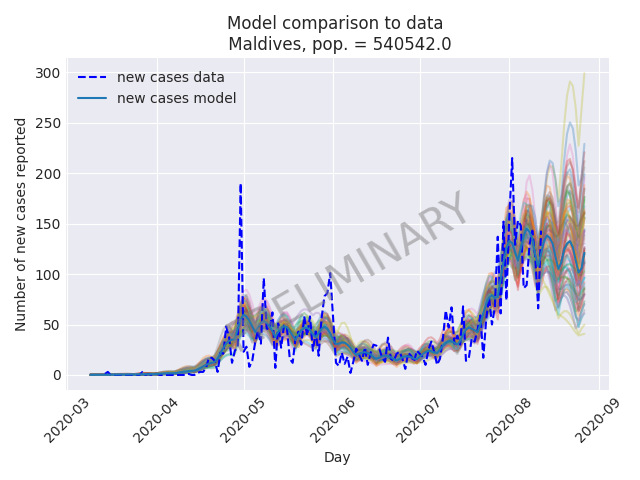 Model comparison to data
Maldives, pop. = 540542.0
new cases data
new cases model
Number of new cases reported
300
250
200
150
100
50
0
PRELIMINARY
2020-03
2020-04
2020-05
2020-06
2020-07
2020-08
2020-09
Day